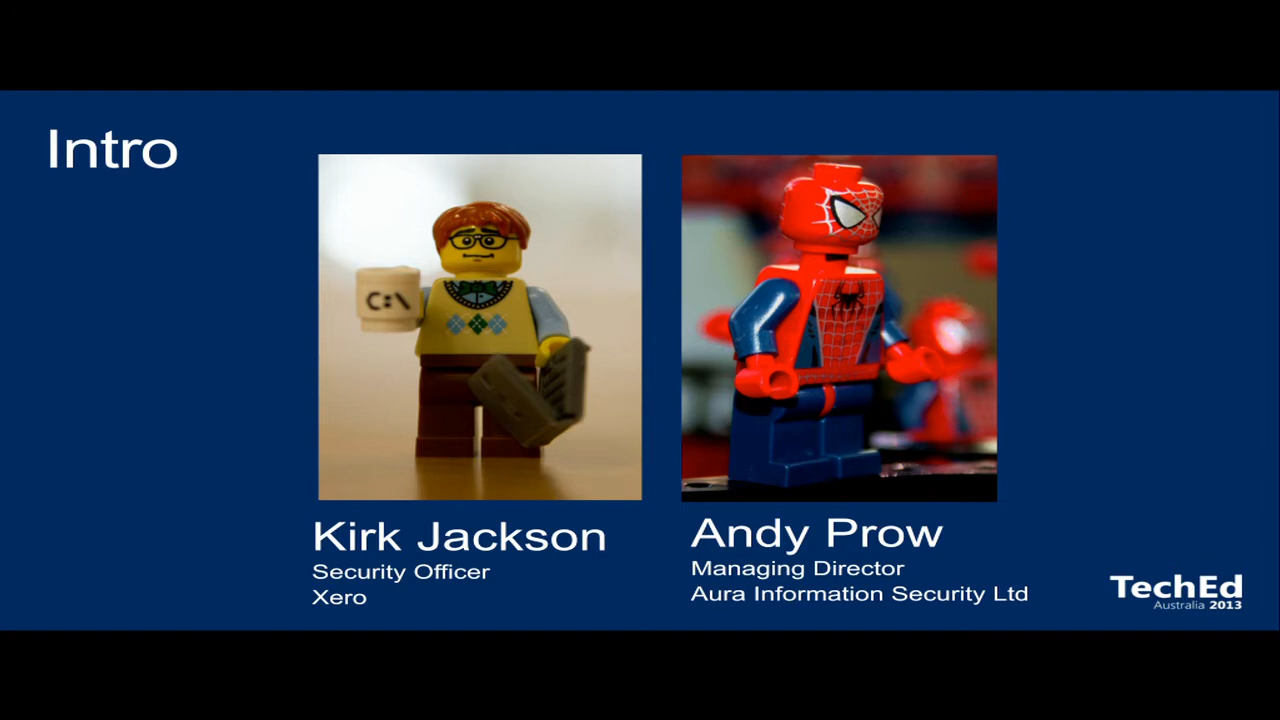 Intro
C:\
Kirk Jackson
Security Officer
Xero
Andy Prow
Managing Director
Aura Information Security Ltd
TechEd
Australia 2013